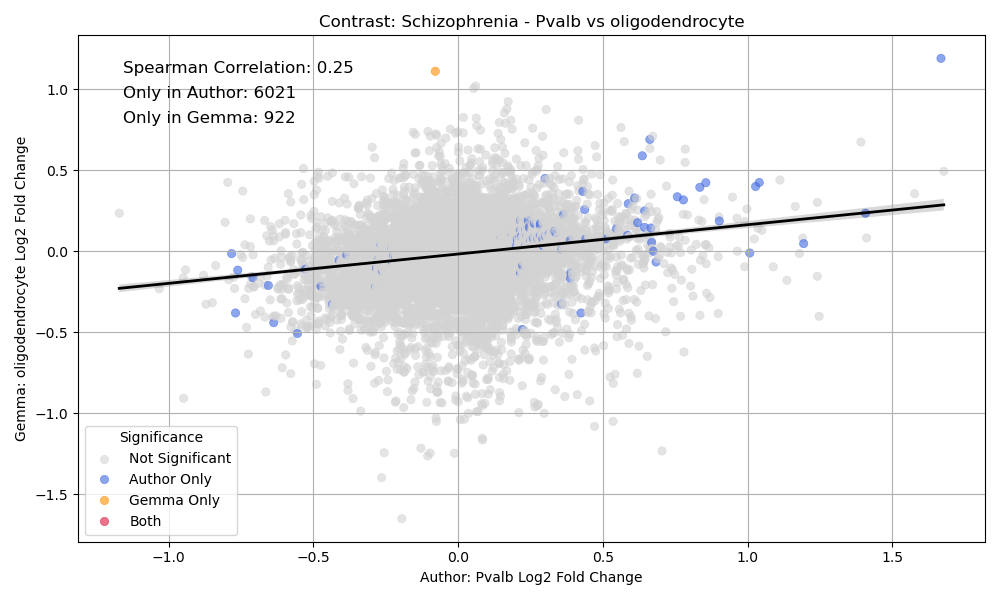 Contrast: Schizophrenia - Pvalb vs oligodendrocyte
Spearman Correlation: 0.25
Only in Author: 6021
Only in Gemma: 922
Gemma: oligodendrocyte Log2 Fold Change
1.0
0.5
0.0
−0.5
−1.0
−1.5
Significance
Not Significant
Author Only
Gemma Only
Both
−1.0
−0.5
0.0
0.5
1.0
1.5
Author: Pvalb Log2 Fold Change